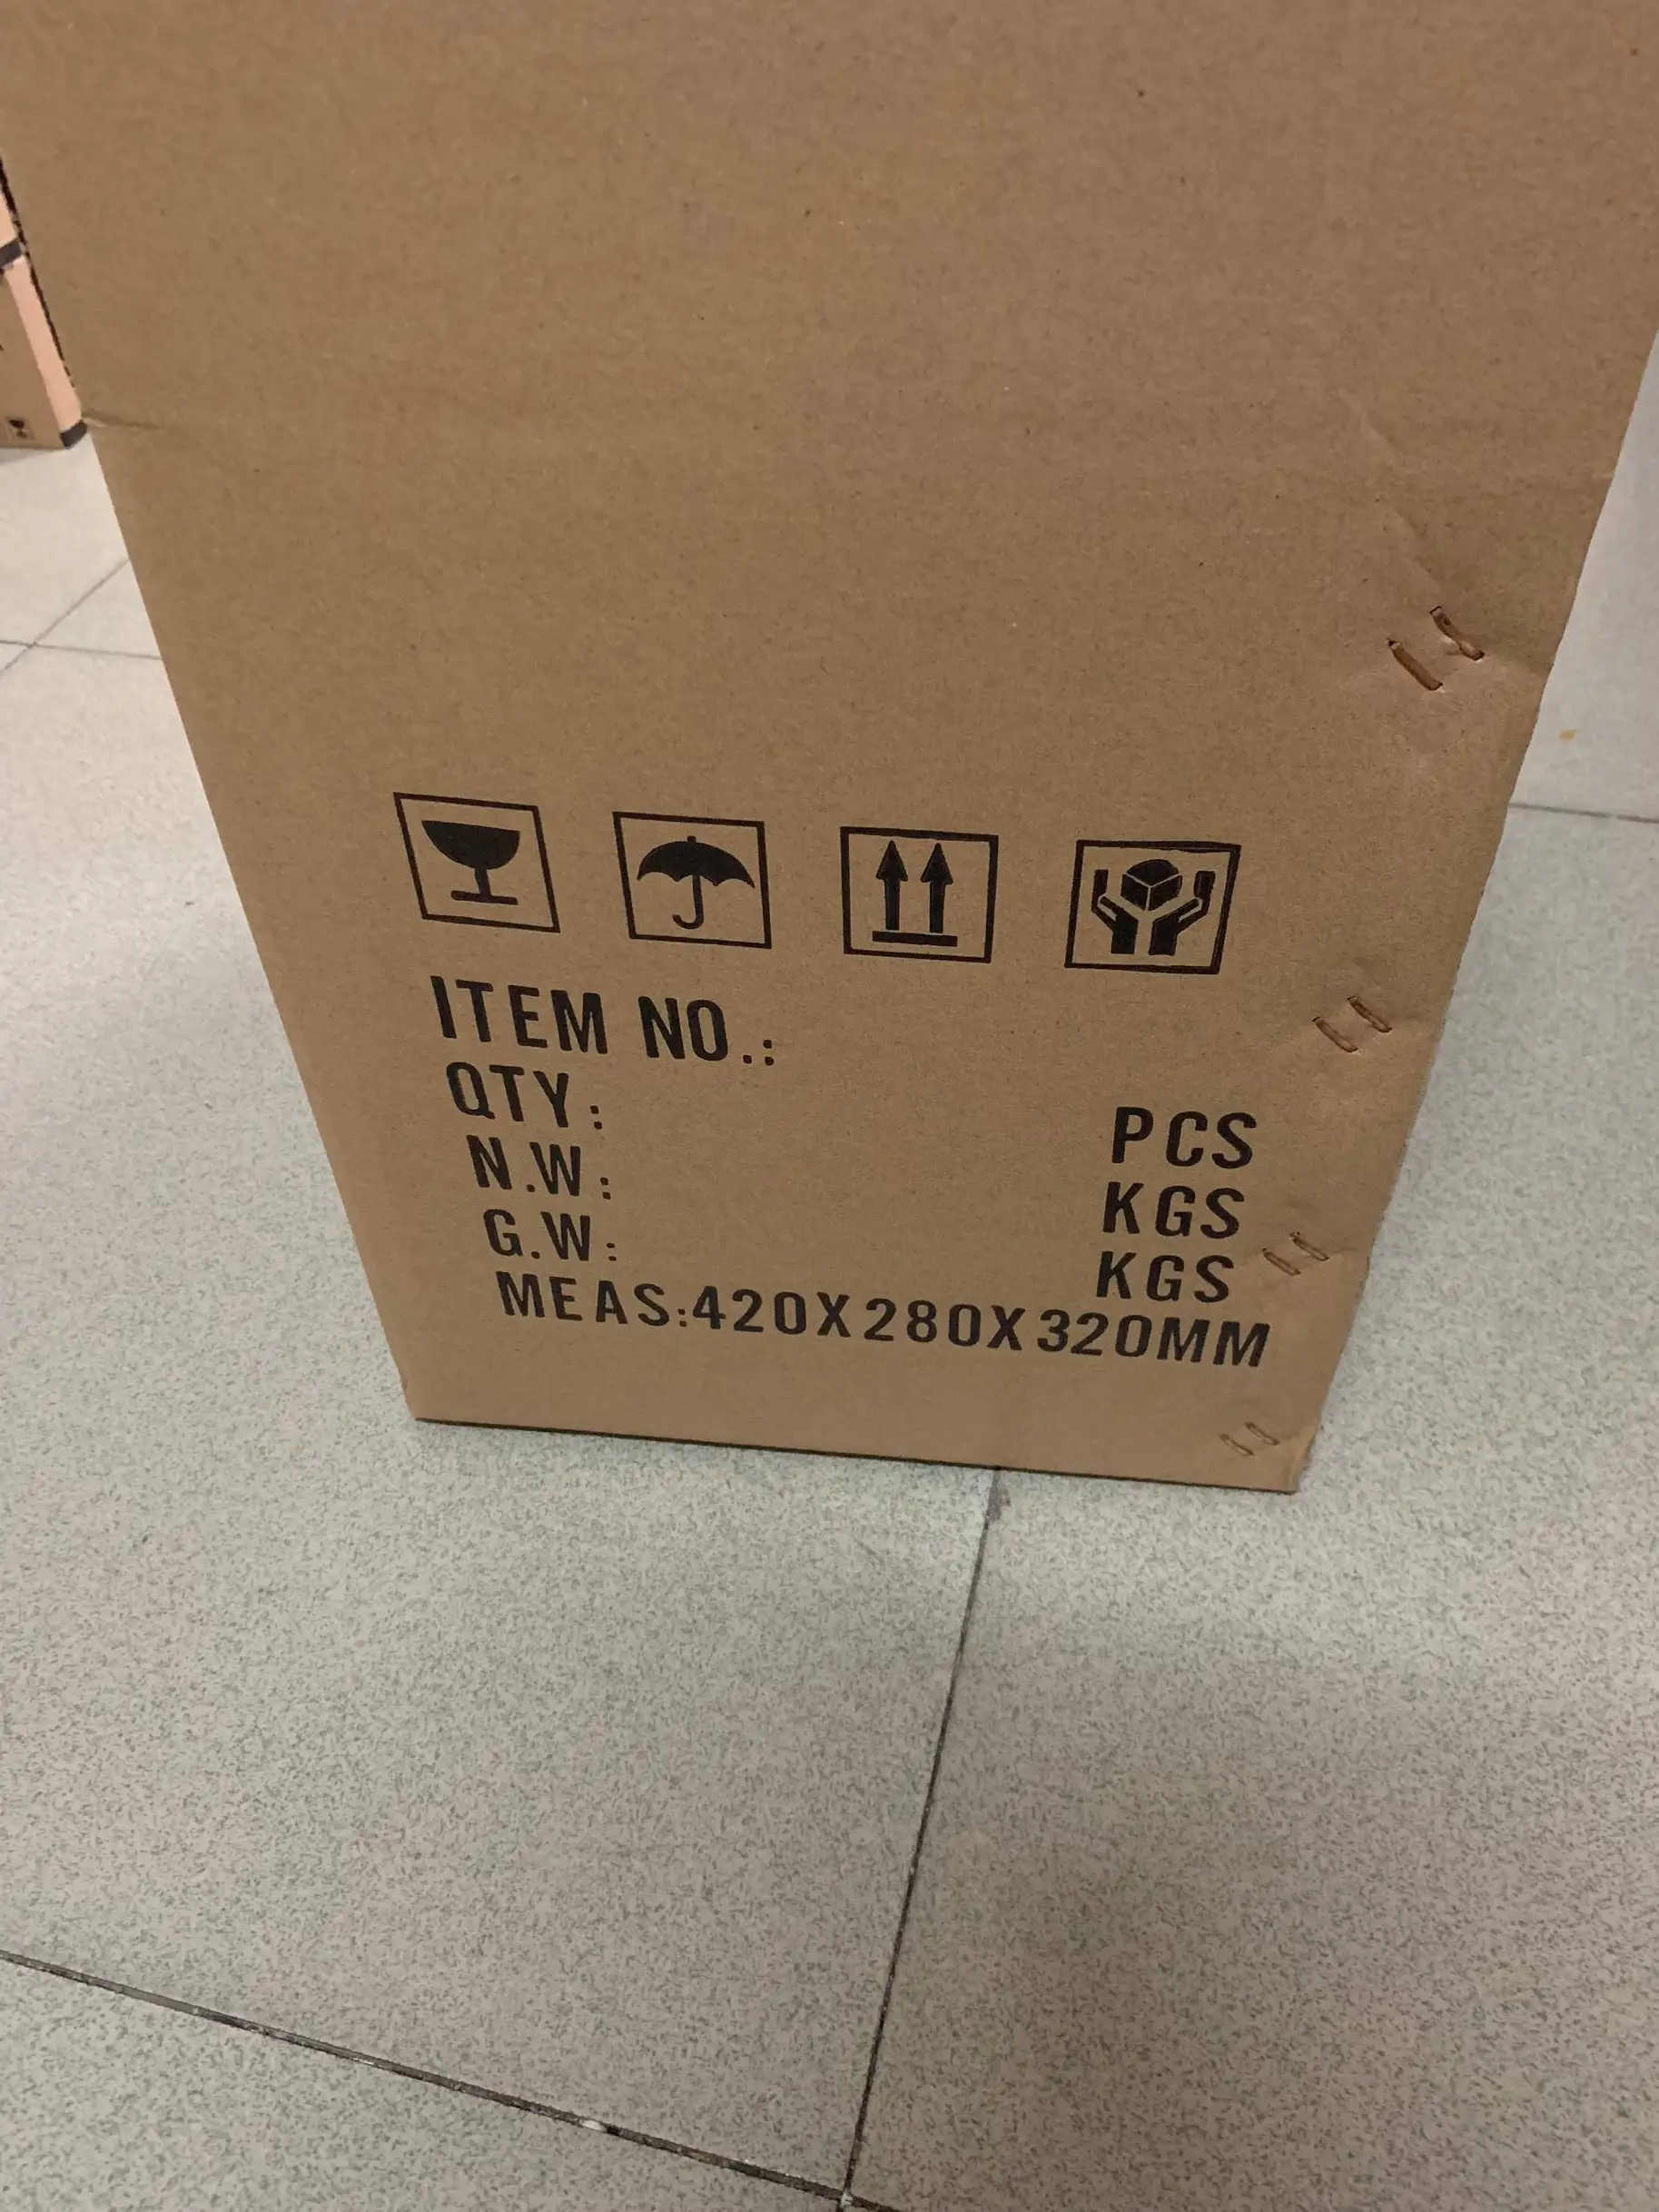 ITEM NO.:
QTY: PCS
N.W: KGS
G.W: KGS
MEAS:420X280X320MM